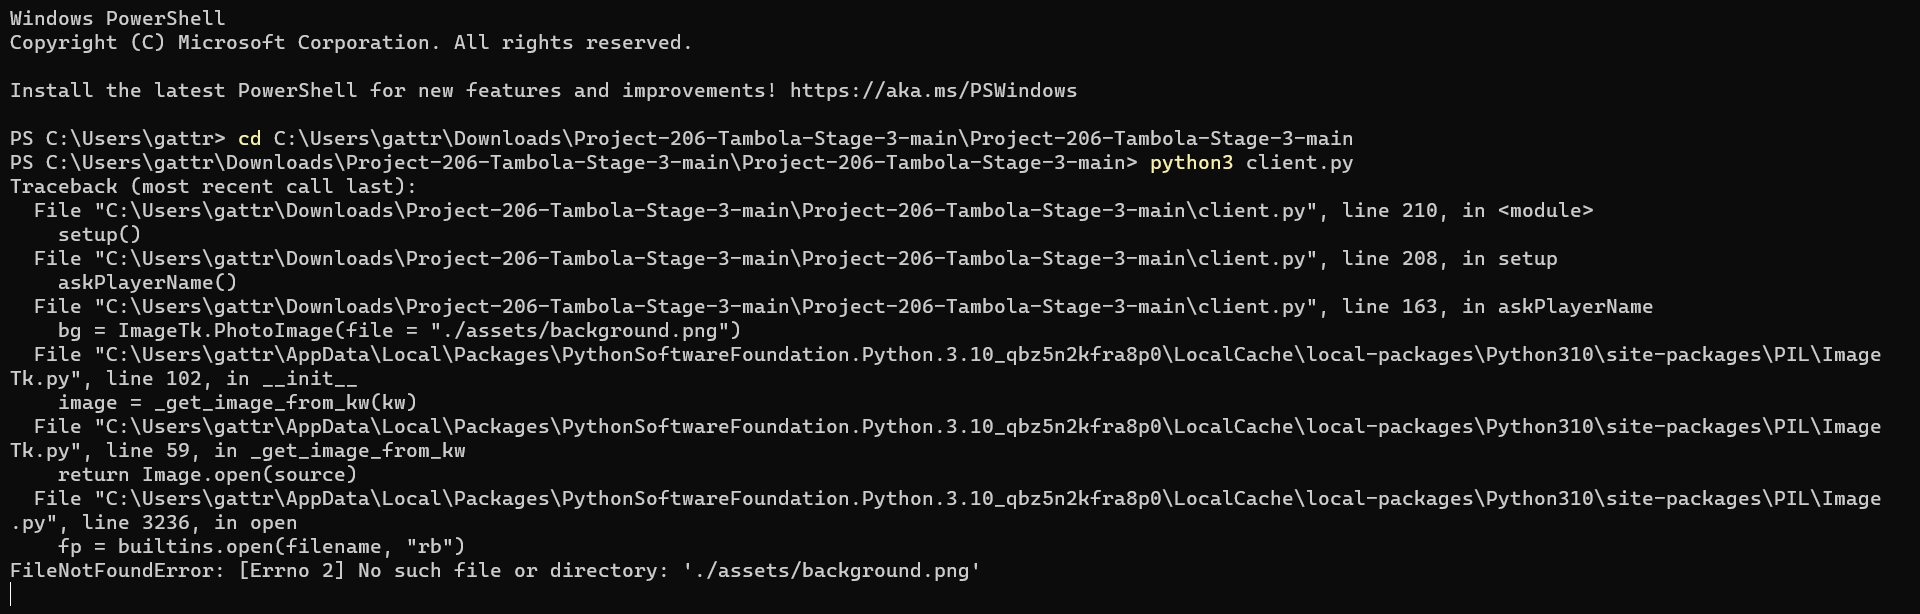 Windows PowerShell
Copyright (C) Microsoft Corporation. All rights reserved.
Install the latest PowerShell for new features and improvements! https://aka.ms/PSWindows
PS C:\Users\gattr> cd C:\Users\gattr\Downloads\Project-206-Tambola-Stage-3-main\Project-206-Tambola-Stage-3-main
PS C:\Users\gattr\Downloads\Project-206-Tambola-Stage-3-main\Project-206-Tambola-Stage-3-main> python3 client.py
Traceback (most recent call last):
  File "C:\Users\gattr\Downloads\Project-206-Tambola-Stage-3-main\Project-206-Tambola-Stage-3-main\client.py", line 210, in <module>
    setup()
  File "C:\Users\gattr\Downloads\Project-206-Tambola-Stage-3-main\Project-206-Tambola-Stage-3-main\client.py", line 208, in setup
    askPlayerName()
  File "C:\Users\gattr\Downloads\Project-206-Tambola-Stage-3-main\Project-206-Tambola-Stage-3-main\client.py", line 163, in askPlayerName
    bg = ImageTk.PhotoImage(file = "./assets/background.png")
  File "C:\Users\gattr\AppData\Local\Packages\PythonSoftwareFoundation.Python.3.10_qbz5n2kfra8p0\LocalCache\local-packages\Python310\site-packages\PIL\Image
Tk.py", line 102, in __init__
    image = _get_image_from_kw(kw)
  File "C:\Users\gattr\AppData\Local\Packages\PythonSoftwareFoundation.Python.3.10_qbz5n2kfra8p0\LocalCache\local-packages\Python310\site-packages\PIL\Image
Tk.py", line 59, in _get_image_from_kw
    return Image.open(source)
  File "C:\Users\gattr\AppData\Local\Packages\PythonSoftwareFoundation.Python.3.10_qbz5n2kfra8p0\LocalCache\local-packages\Python310\site-packages\PIL\Image
.py", line 3236, in open
    fp = builtins.open(filename, "rb")
FileNotFoundError: [Errno 2] No such file or directory: './assets/background.png'